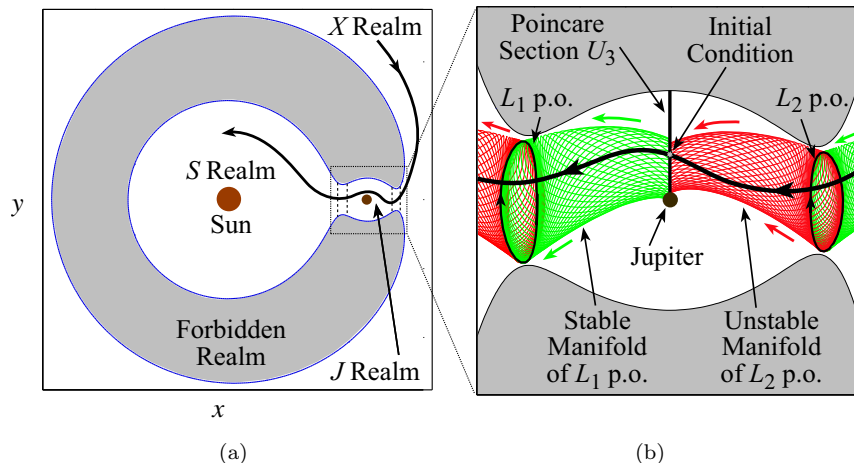 X Realm
S Realm
Sun
y
Forbidden
Realm
J Realm
x
(a)
Poincare
Section U3
Initial
Condition
L1 p.o.
L2 p.o.
Jupiter
Stable
Manifold
of L1 p.o.
Unstable
Manifold
of L2 p.o.
(b)